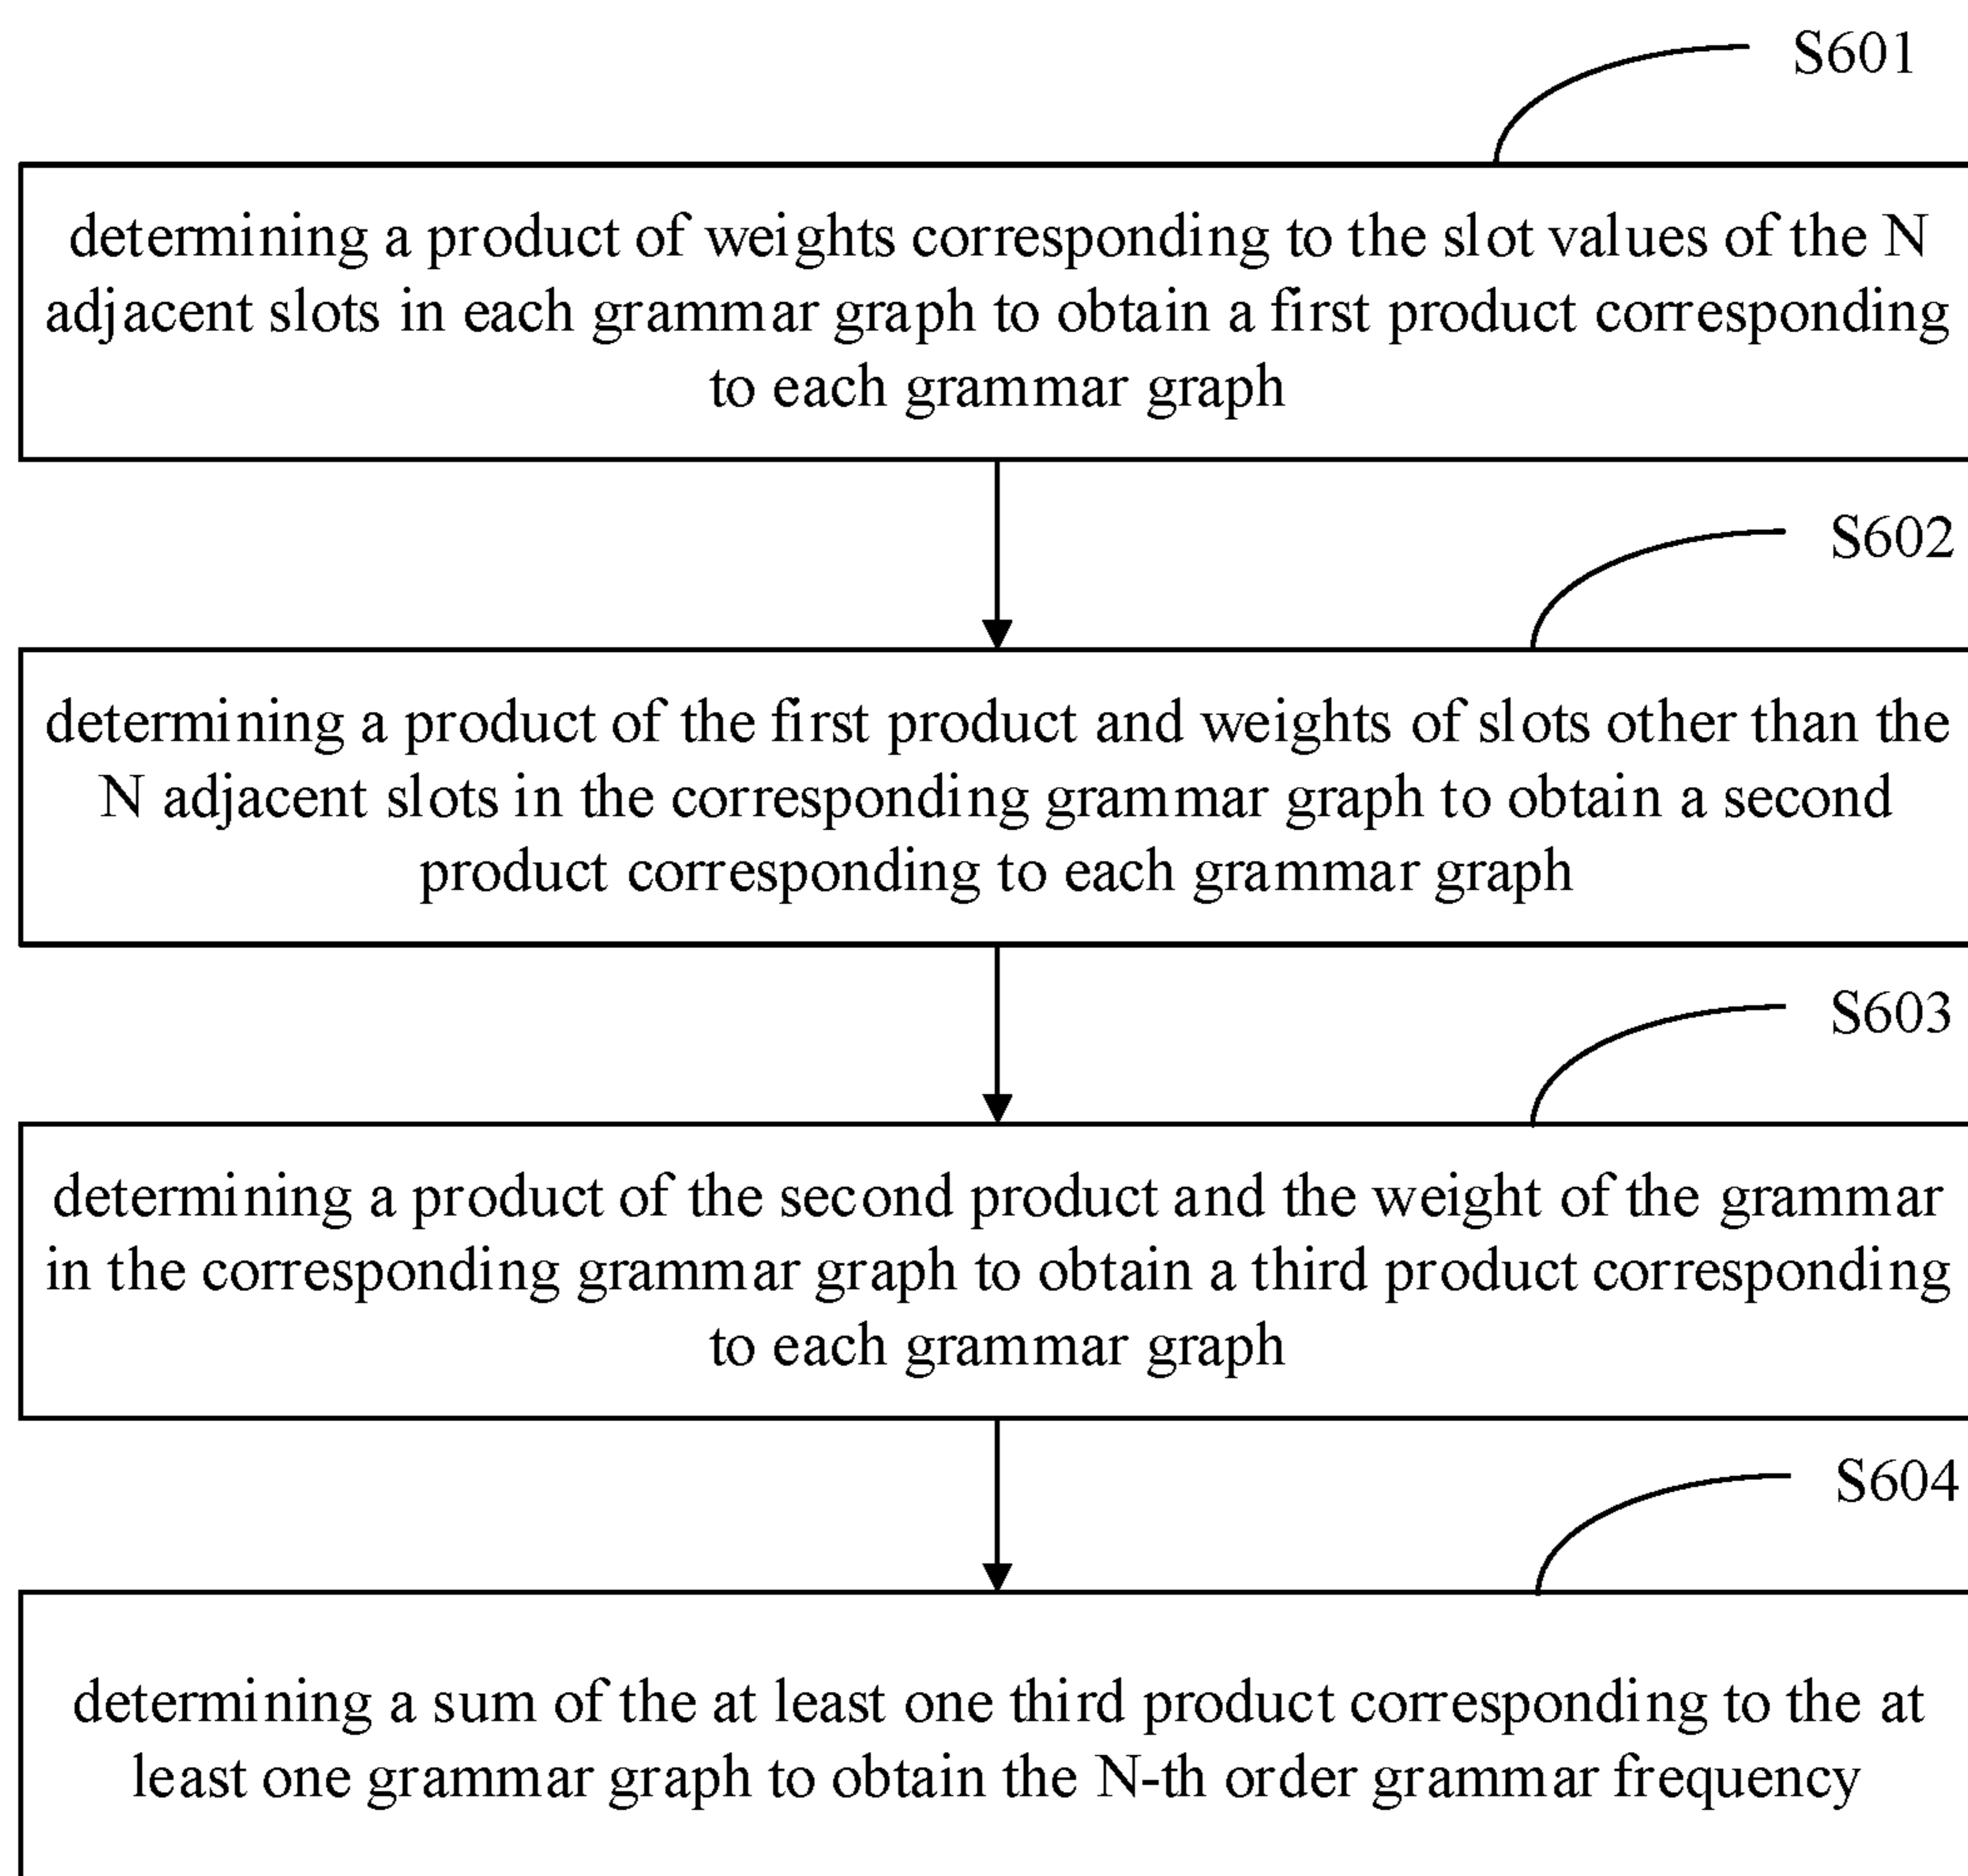 S601
determining a product of weights corresponding to the slot values of the N
adjacent slots in each grammar graph to obtain a first product corresponding
to each grammar graph
S602
determining a product of the first product and weights of slots other than the
N adjacent slots in the corresponding grammar graph to obtain a second
product corresponding to each grammar graph
S603
determining a product of the second product and the weight of the grammar
in the corresponding grammar graph to obtain a third product corresponding
to each grammar graph
S604
determining a sum of the at least one third product corresponding to the at
least one grammar graph to obtain the N-th order grammar frequency